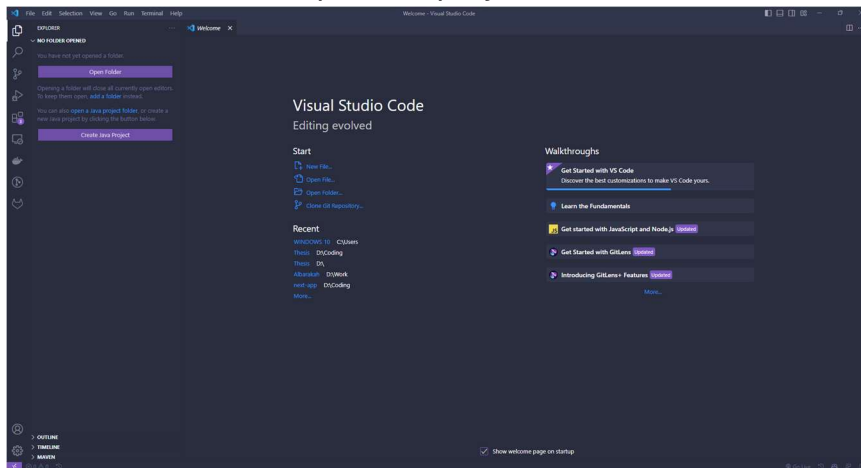 File Edit Selection View Go Run Terminal Help
Welcome - Visual Studio Code
EXPLORER
Welcome
NO FOLDER OPENED
You have not yet opened a folder.
Open Folder
Opening a folder will close all currently open editors.
To keep them open, add a folder instead.
You can also open a Java project folder, or create a
new Java project by clicking the button below.
Create Java Project
Visual Studio Code
Editing evolved
Start
New File...
Open File...
Open Folder...
Clone Git Repository...
Recent
WINDOWS 10 C:\Users
Thesis D:\Coding
Thesis D:\
Albarakah D:\Work
next-app D:\Coding
More...
Walkthroughs
Get Started with VS Code
Discover the best customizations to make VS Code yours.
Learn the Fundamentals
JS
Get started with JavaScript and Node.js Updated
Get Started with GitLens Updated
Introducing GitLens+ Features Updated
More...
OUTLINE
TIMELINE
MAVEN
Show welcome page on startup
Go Live